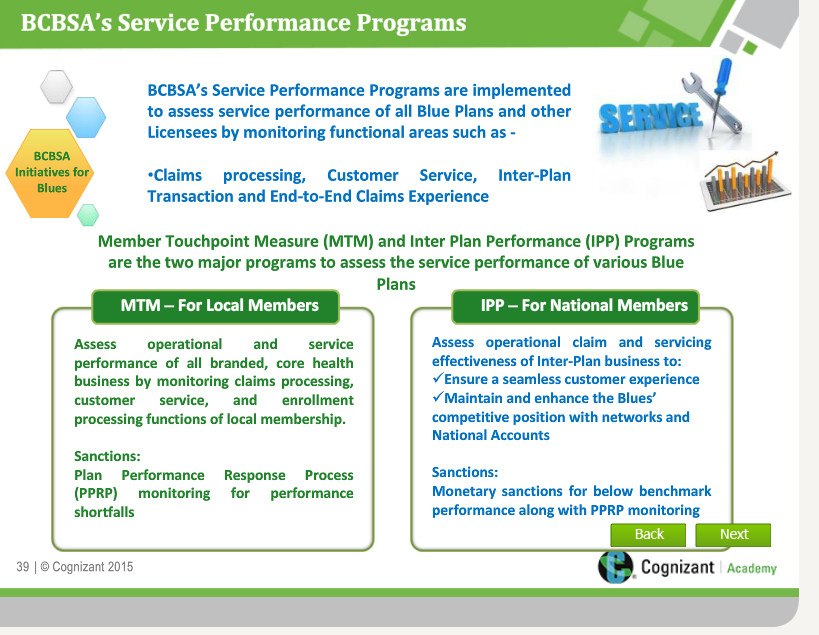 BCBSA’s Service Performance Programs
BCBSA’s Service Performance Programs are implemented
to assess service performance of all Blue Plans and other
Licensees by monitoring functional areas such as -
•Claims processing, Customer Service, Inter-Plan
Transaction and End-to-End Claims Experience
BCBSA
Initiatives for
Blues
SERVICE
Member Touchpoint Measure (MTM) and Inter Plan Performance (IPP) Programs
are the two major programs to assess the service performance of various Blue
Plans
MTM – For Local Members
Assess operational and service
performance of all branded, core health
business by monitoring claims processing,
customer service, and enrollment
processing functions of local membership.
Sanctions:
Plan Performance Response Process
(PPRP) monitoring for performance
shortfalls
IPP – For National Members
Assess operational claim and servicing
effectiveness of Inter-Plan business to:
✓Ensure a seamless customer experience
✓Maintain and enhance the Blues’
competitive position with networks and
National Accounts
Sanctions:
Monetary sanctions for below benchmark
performance along with PPRP monitoring
Back
Next
39 | © Cognizant 2015
Cognizant | Academy